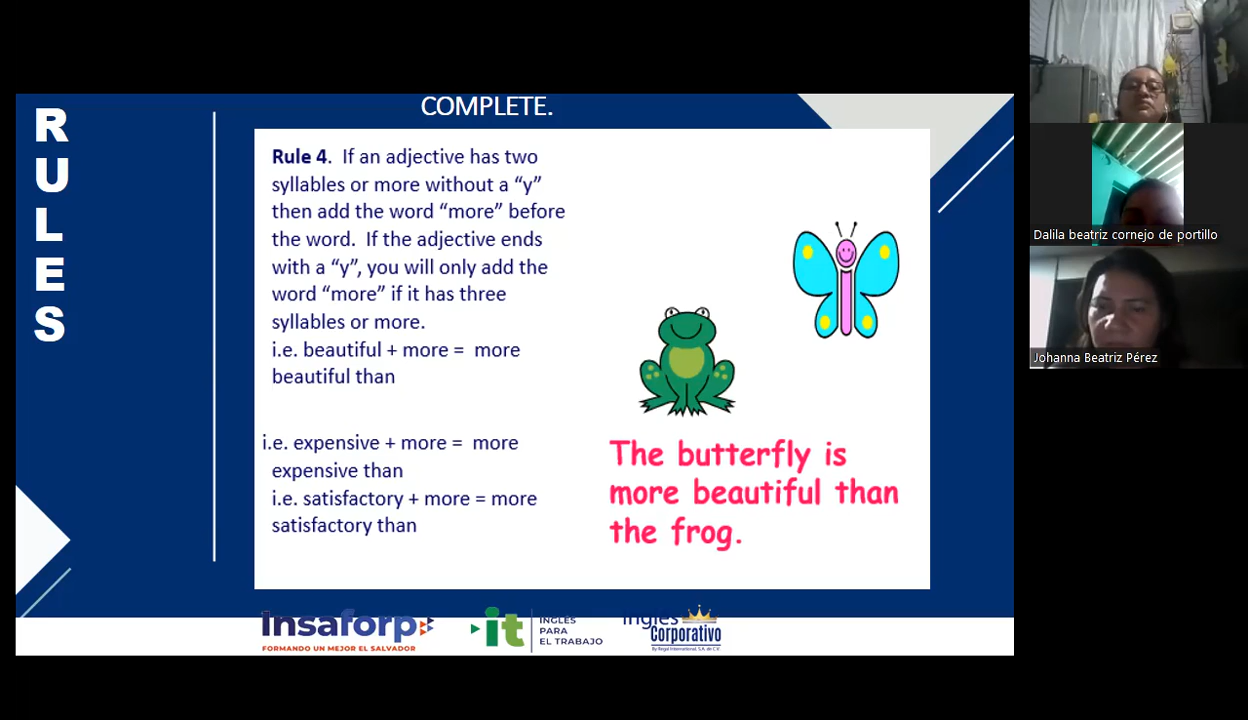 COMPLETE.
R
U
L
E
S
Rule 4. If an adjective has two
syllables or more without a “y”
then add the word “more” before
the word. If the adjective ends
with a “y”, you will only add the
word “more” if it has three
syllables or more.
i.e. beautiful + more = more
beautiful than
i.e. expensive + more = more
expensive than
i.e. satisfactory + more = more
satisfactory than
The butterfly is
more beautiful than
the frog.
Insaforp
FORMANDO UN MEJOR EL SALVADOR
it
INGLÉS
PARA
EL TRABAJO
Inglés
Corporativo
By Regal International, S.A. de C.V.
Dalila beatriz cornejo de portillo
Johanna Beatriz Pérez